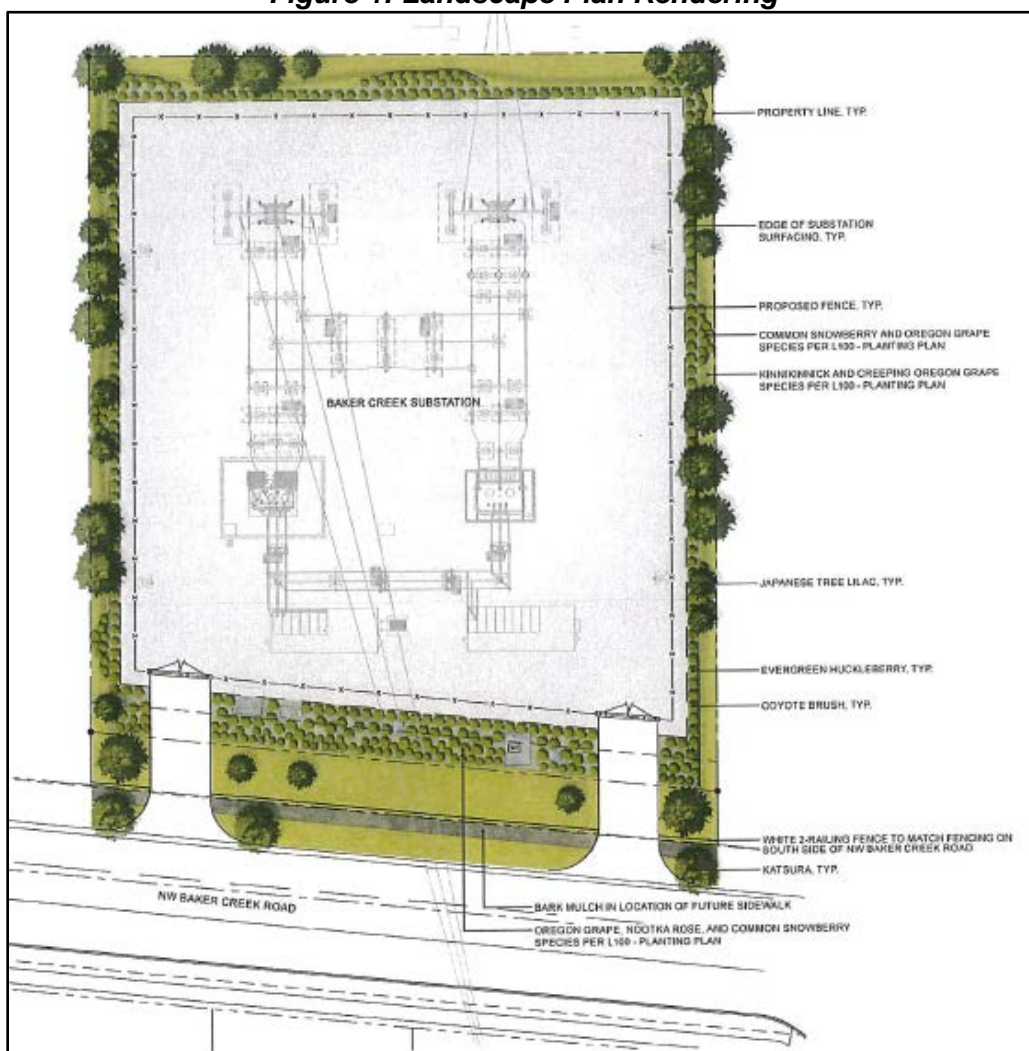 Figure 1: Landscape Plan Rendering
PROPERTY LINE, TYP.
EDGE OF SUBSTATION
SURFACING, TYP.
PROPOSED FENCE, TYP.
COMMON SNOWBERRY AND OREGON GRAPE
SPECIES PER L100 - PLANTING PLAN
KINNIKINNICK AND CREEPING OREGON GRAPE
SPECIES PER L100 - PLANTING PLAN
BAKER CREEK SUBSTATION
JAPANESE TREE LILAC, TYP.
EVERGREEN HUCKLEBERRY, TYP.
COYOTE BRUSH, TYP.
WHITE 2-RAILING FENCE TO MATCH FENCING ON
SOUTH SIDE OF NW BAKER CREEK ROAD
KATSURA, TYP.
NW BAKER CREEK ROAD
BARK MULCH IN LOCATION OF FUTURE SIDEWALK
OREGON GRAPE, NOOTKA ROSE, AND COMMON SNOWBERRY
SPECIES PER L100 - PLANTING PLAN